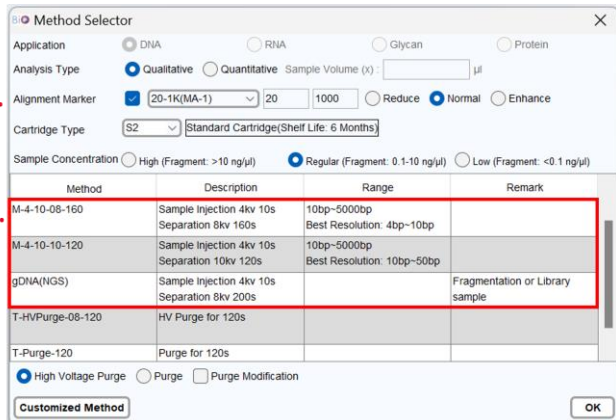 BiO Method Selector
Application DNA RNA Glycan Protein
Analysis Type Qualitative Quantitative Sample Volume (x) : µl
Alignment Marker 20-1K(MA-1) 20 1000 Reduce Normal Enhance
Cartridge Type S2 Standard Cartridge(Shelf Life: 6 Months)
Sample Concentration High (Fragment: >10 ng/µl) Regular (Fragment: 0.1-10 ng/µl) Low (Fragment: <0.1 ng/µl)
Method Description Range Remark
M-4-10-08-160 Sample Injection 4kv 10s 10bp~5000bp
Separation 8kv 160s Best Resolution: 4bp~10bp
M-4-10-10-120 Sample Injection 4kv 10s 10bp~5000bp
Separation 10kv 120s Best Resolution: 10bp~50bp
gDNA(NGS) Sample Injection 4kv 10s Fragmentation or Library
Separation 8kv 200s sample
T-HVPurge-08-120 HV Purge for 120s
T-Purge-120 Purge for 120s
High Voltage Purge Purge Purge Modification
Customized Method OK